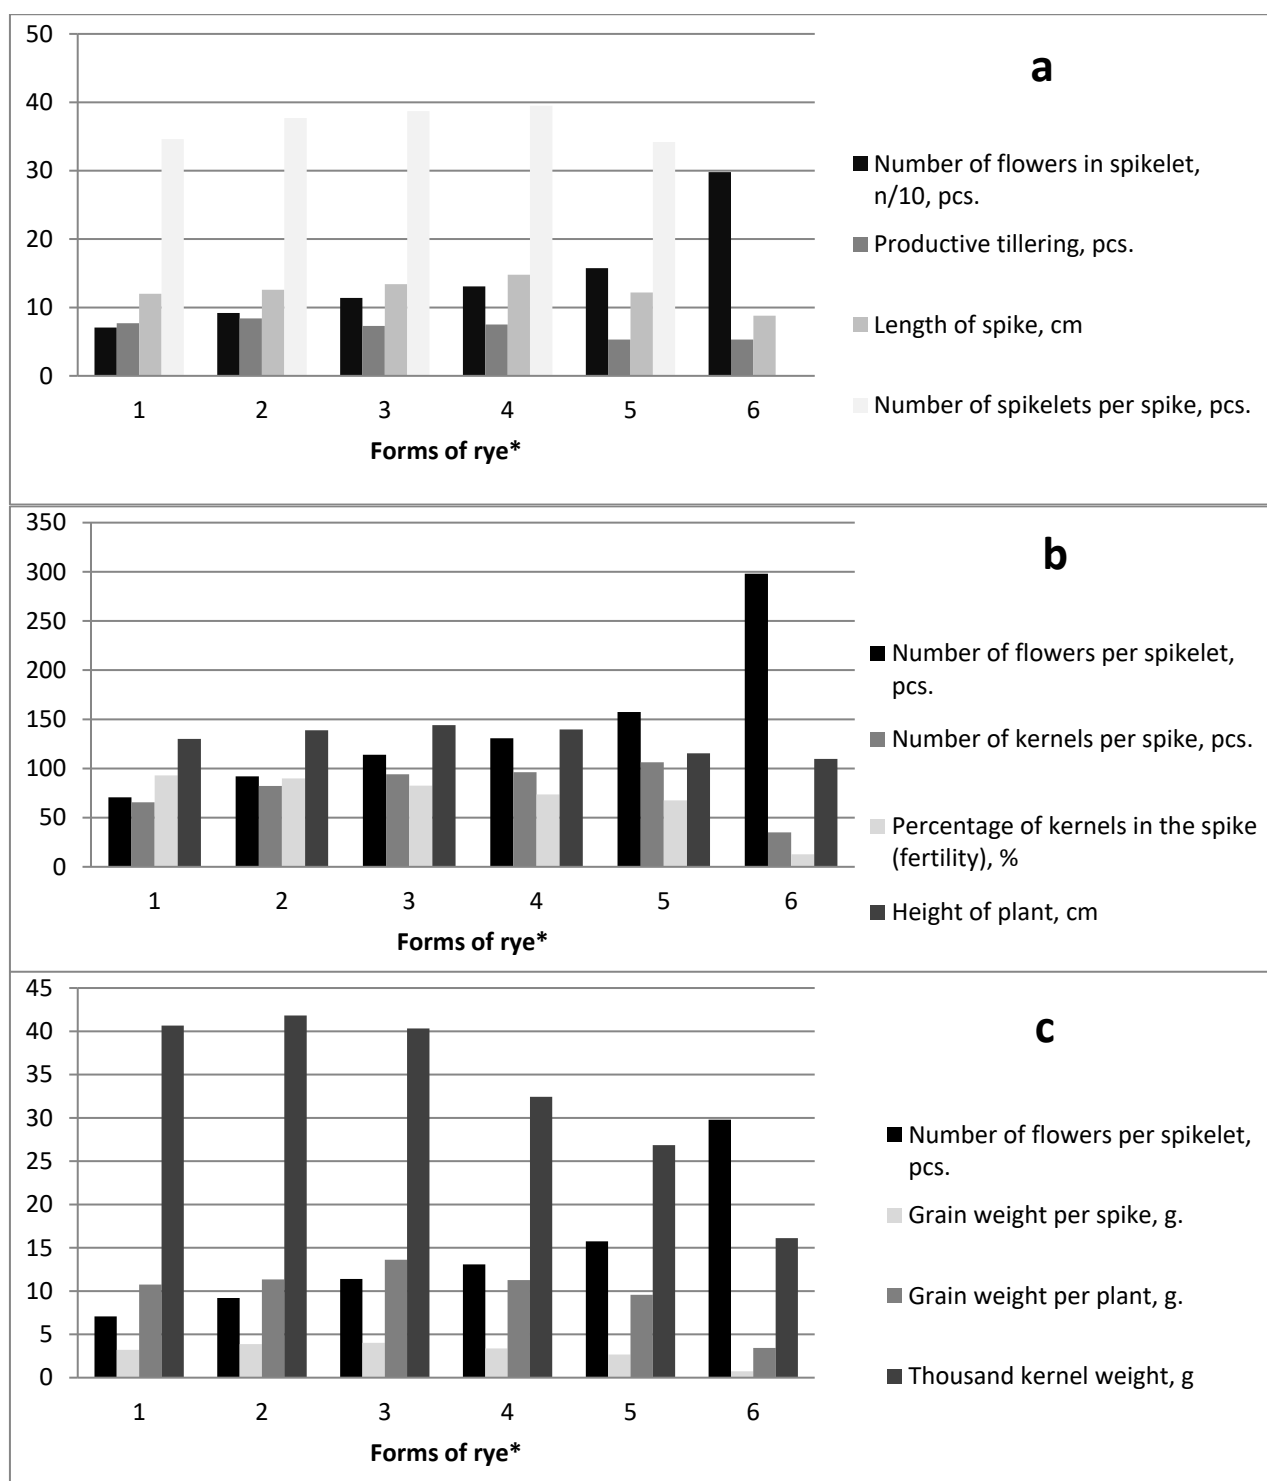 50
40
30
20
10
0
1 2 3 4 5 6
Forms of rye*
a
Number of flowers in spikelet,
n/10, pcs.
Productive tillering, pcs.
Length of spike, cm
Number of spikelets per spike, pcs.
350
300
250
200
150
100
50
0
1 2 3 4 5 6
Forms of rye*
b
Number of flowers per spikelet,
pcs.
Number of kernels per spike, pcs.
Percentage of kernels in the spike
(fertility), %
Height of plant, cm
45
40
35
30
25
20
15
10
5
0
1 2 3 4 5 6
Forms of rye*
c
Number of flowers per spikelet,
pcs.
Grain weight per spike, g.
Grain weight per plant, g.
Thousand kernel weight, g